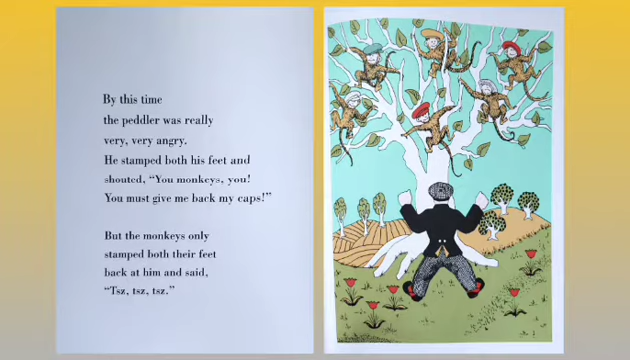 By this time
the peddler was really
very, very angry.
He stamped both his feet and
shouted, “You monkeys, you!
You must give me back my caps!”
But the monkeys only
stamped both their feet
back at him and said,
“Tsz, tsz, tsz.”